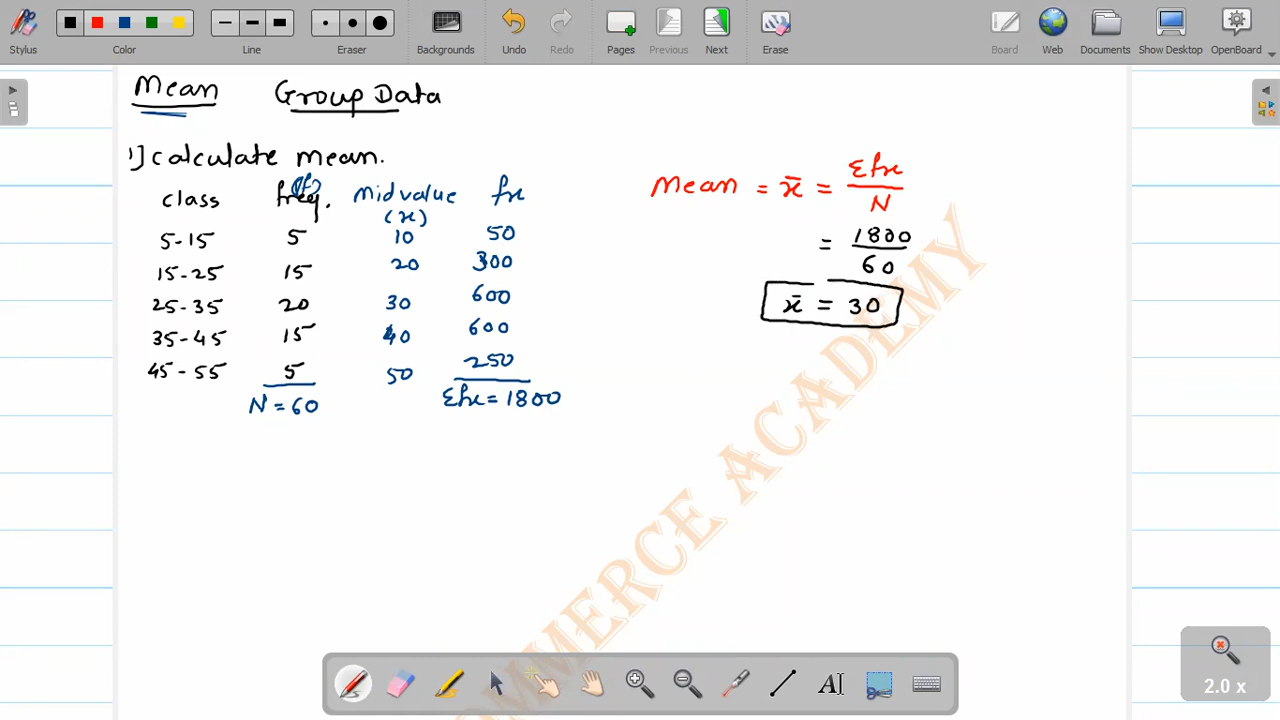 Stylus Color Line Eraser Backgrounds Undo Redo Pages Previous Next Erase Board Web Documents Show Desktop OpenBoard
Mean Group Data
1] Calculate mean.
class freq. (f) mid value (x) fx
5-15 5 10 50
15-25 15 20 300
25-35 20 30 600
35-45 15 40 600
45-55 5 50 250
N = 60 Σfx = 1800
Mean = x̄ = Σfx / N
= 1800 / 60
x̄ = 30
MMERCE ACADEMY
2.0 x